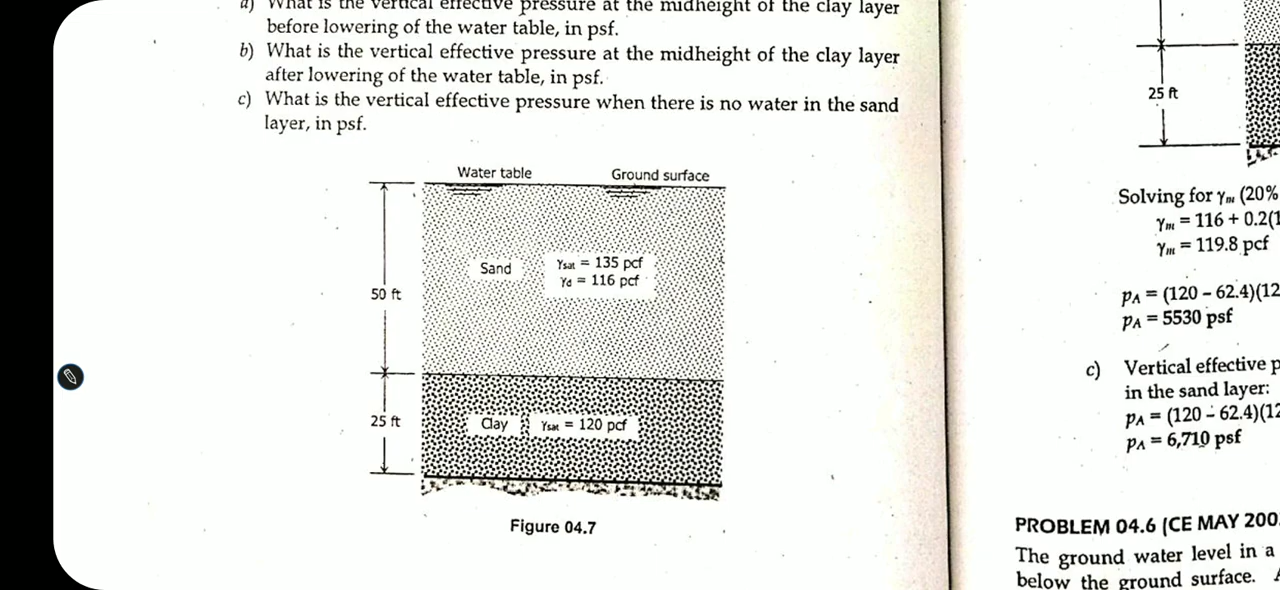 a) What is the vertical effective pressure at the midheight of the clay layer
before lowering of the water table, in psf.
b) What is the vertical effective pressure at the midheight of the clay layer
after lowering of the water table, in psf.
c) What is the vertical effective pressure when there is no water in the sand
layer, in psf.
Water table
Ground surface
Sand
γsat = 135 pcf
γd = 116 pcf
50 ft
25 ft
Clay
γsat = 120 pcf
Figure 04.7
25 ft
Solving for γm (20%
γm = 116 + 0.2(1
γm = 119.8 pcf
pA = (120 – 62.4)(12
pA = 5530 psf
c) Vertical effective p
in the sand layer:
pA = (120 – 62.4)(12
pA = 6,710 psf
PROBLEM 04.6 (CE MAY 200
The ground water level in a
below the ground surface.